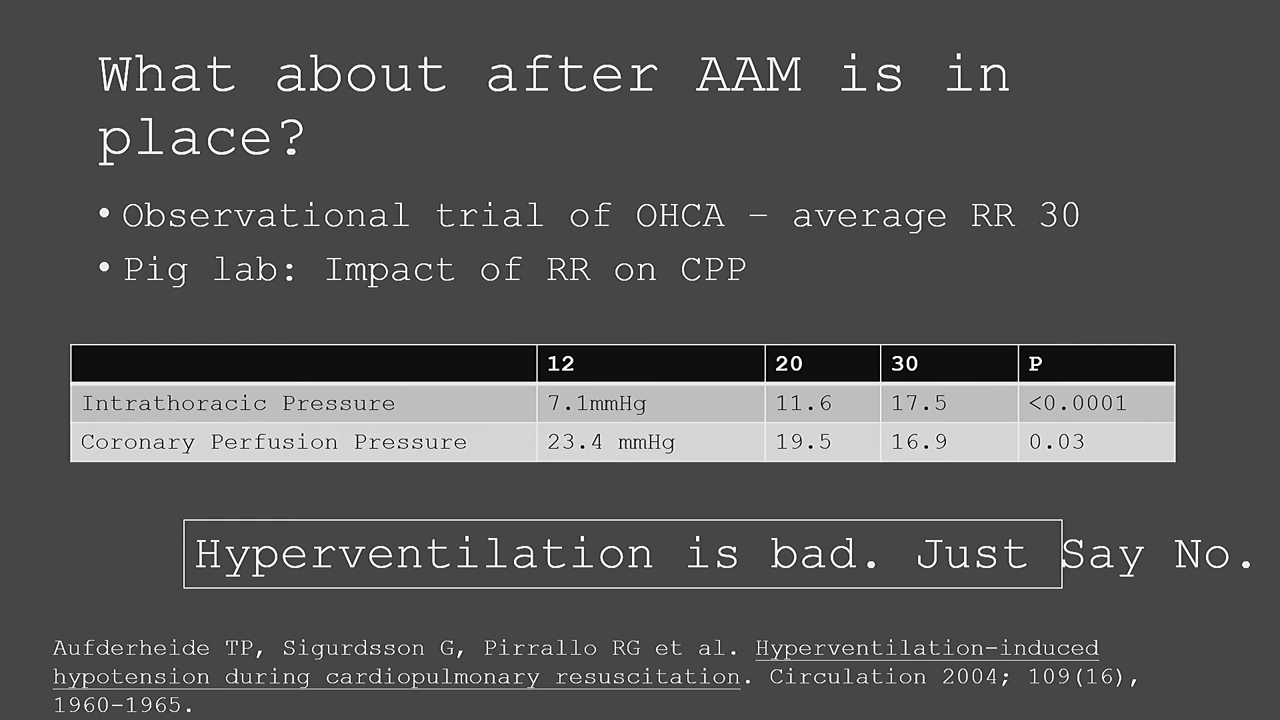 What about after AAM is in
place?
• Observational trial of OHCA – average RR 30
• Pig lab: Impact of RR on CPP
12 20 30 P
Intrathoracic Pressure 7.1mmHg 11.6 17.5 <0.0001
Coronary Perfusion Pressure 23.4 mmHg 19.5 16.9 0.03
Hyperventilation is bad. Just Say No.
Aufderheide TP, Sigurdsson G, Pirrallo RG et al. Hyperventilation-induced
hypotension during cardiopulmonary resuscitation. Circulation 2004; 109(16),
1960-1965.